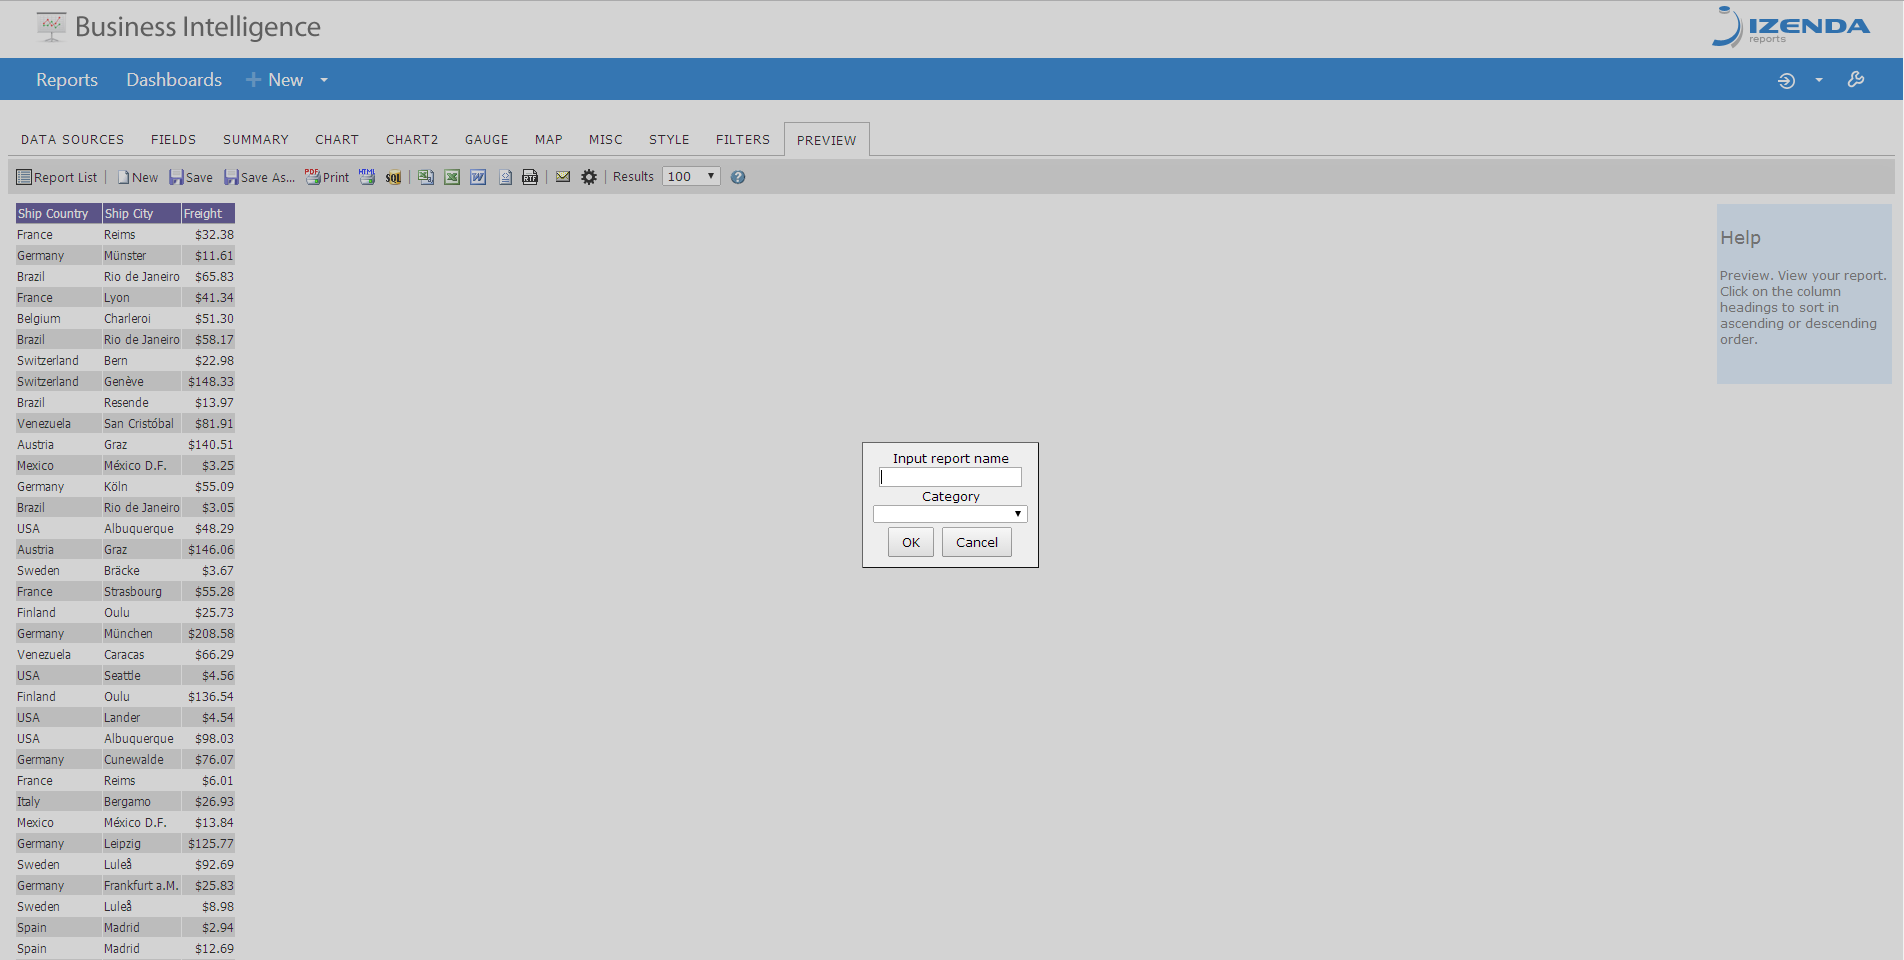 Business Intelligence
IZENDA
reports
Reports Dashboards New
DATA SOURCES FIELDS SUMMARY CHART CHART2 GAUGE MAP MISC STYLE FILTERS PREVIEW
Report List New Save Save As... PDF Print HTML SQL RTF Results 100 ?
Ship Country Ship City Freight
France Reims $32.38
Germany Münster $11.61
Brazil Rio de Janeiro $65.83
France Lyon $41.34
Belgium Charleroi $51.30
Brazil Rio de Janeiro $58.17
Switzerland Bern $22.98
Switzerland Genève $148.33
Brazil Resende $13.97
Venezuela San Cristóbal $81.91
Austria Graz $140.51
Mexico México D.F. $3.25
Germany Köln $55.09
Brazil Rio de Janeiro $3.05
USA Albuquerque $48.29
Austria Graz $146.06
Sweden Bräcke $3.67
France Strasbourg $55.28
Finland Oulu $25.73
Germany München $208.58
Venezuela Caracas $66.29
USA Seattle $4.56
Finland Oulu $136.54
USA Lander $4.54
USA Albuquerque $98.03
Germany Cunewalde $76.07
France Reims $6.01
Italy Bergamo $26.93
Mexico México D.F. $13.84
Germany Leipzig $125.77
Sweden Luleå $92.69
Germany Frankfurt a.M. $25.83
Sweden Luleå $8.98
Spain Madrid $2.94
Spain Madrid $12.69
Input report name
Category
OK Cancel
Help
Preview. View your report.
Click on the column
headings to sort in
ascending or descending
order.